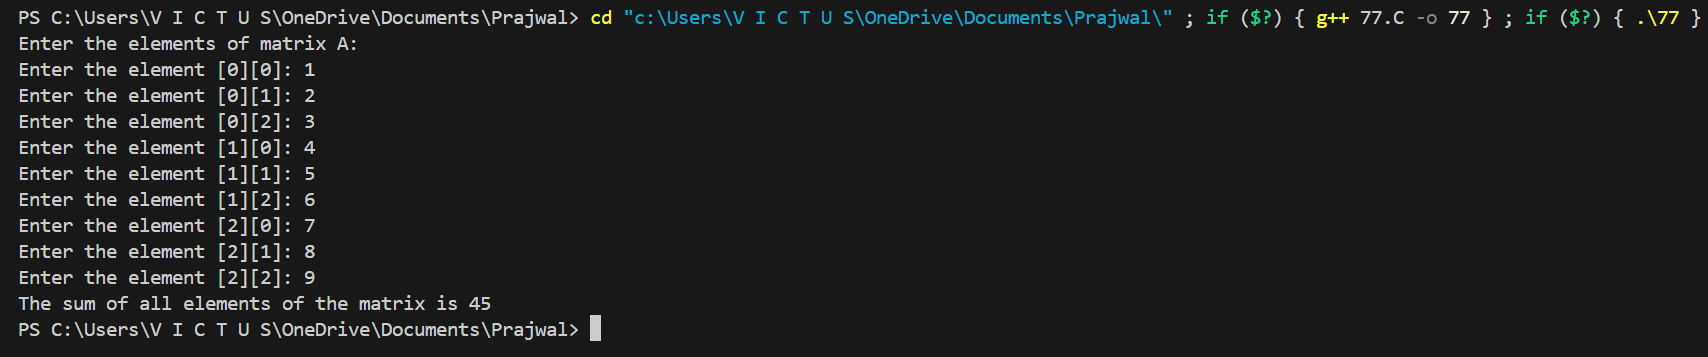 PS C:\Users\V I C T U S\OneDrive\Documents\Prajwal> cd "c:\Users\V I C T U S\OneDrive\Documents\Prajwal\" ; if ($?) { g++ 77.C -o 77 } ; if ($?) { .\77 }
Enter the elements of matrix A:
Enter the element [0][0]: 1
Enter the element [0][1]: 2
Enter the element [0][2]: 3
Enter the element [1][0]: 4
Enter the element [1][1]: 5
Enter the element [1][2]: 6
Enter the element [2][0]: 7
Enter the element [2][1]: 8
Enter the element [2][2]: 9
The sum of all elements of the matrix is 45
PS C:\Users\V I C T U S\OneDrive\Documents\Prajwal>